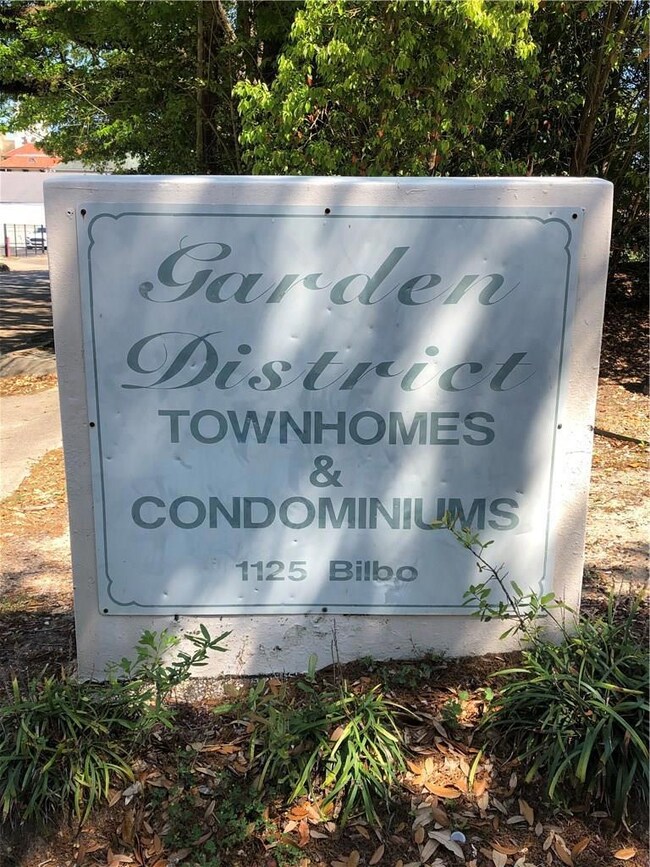 Garden
District
TOWNHOMES
&
CONDOMINIUMS
1125 Bilbo